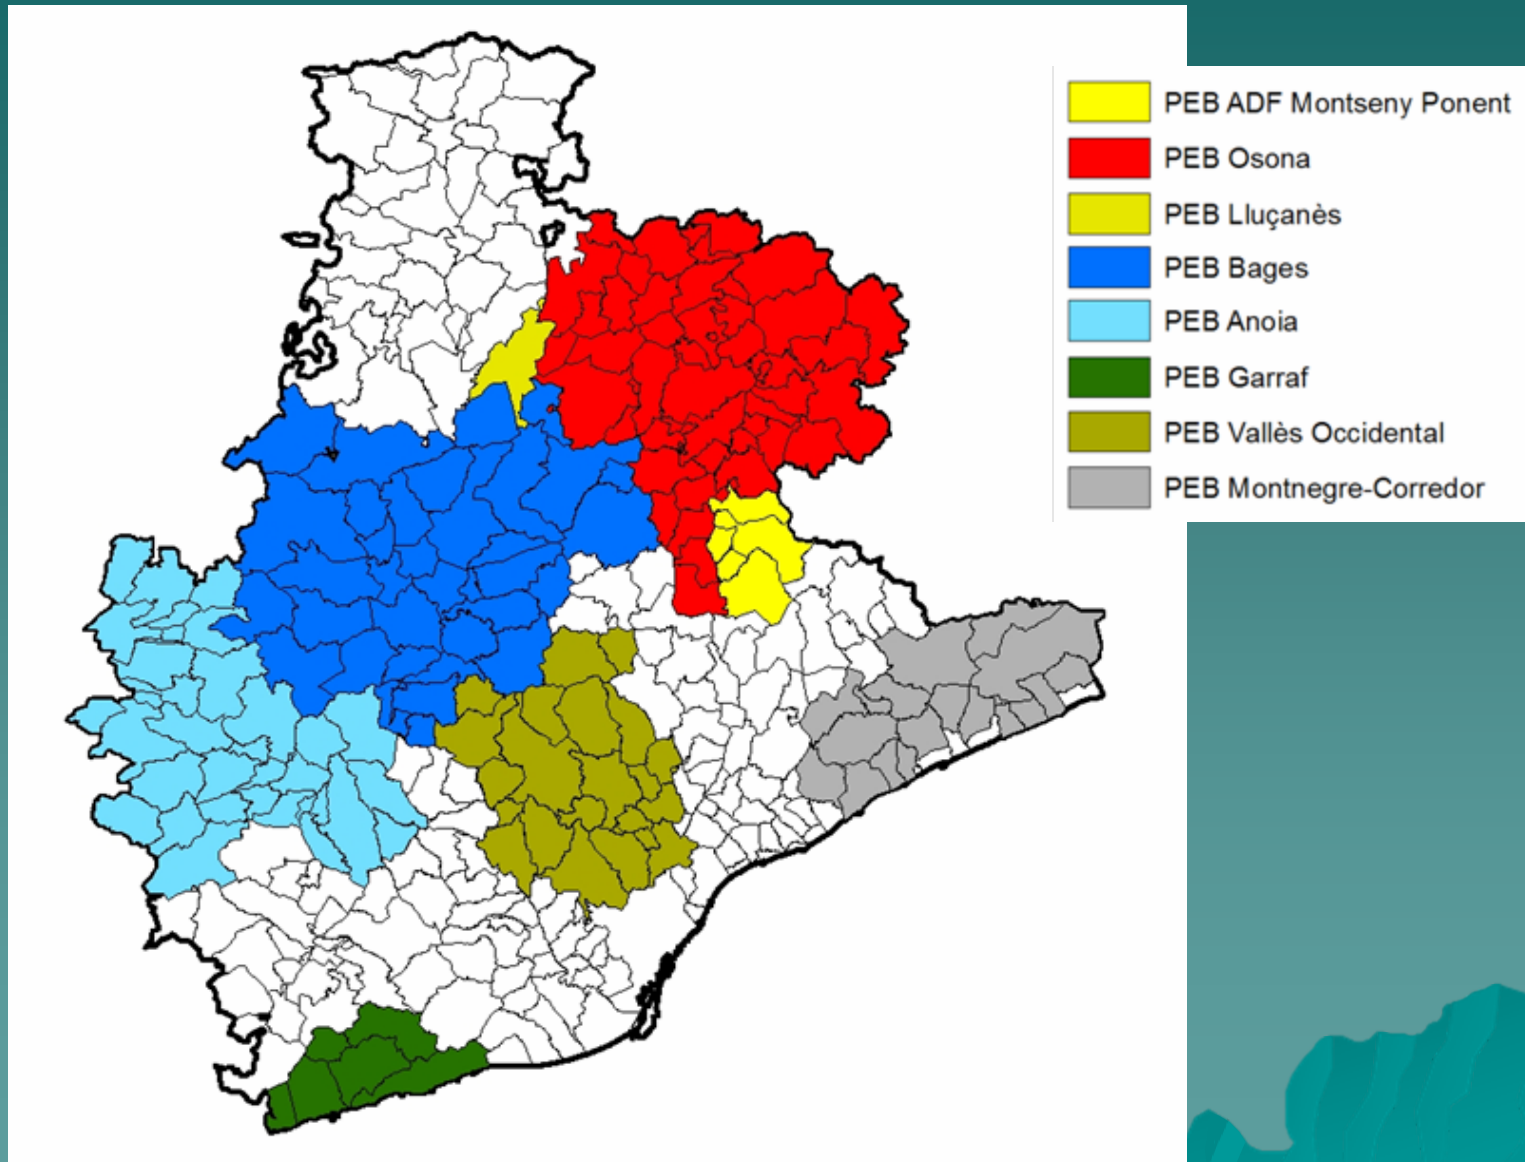 PEB ADF Montseny Ponent
PEB Osona
PEB Lluçanès
PEB Bages
PEB Anoia
PEB Garraf
PEB Vallès Occidental
PEB Montnegre-Corredor